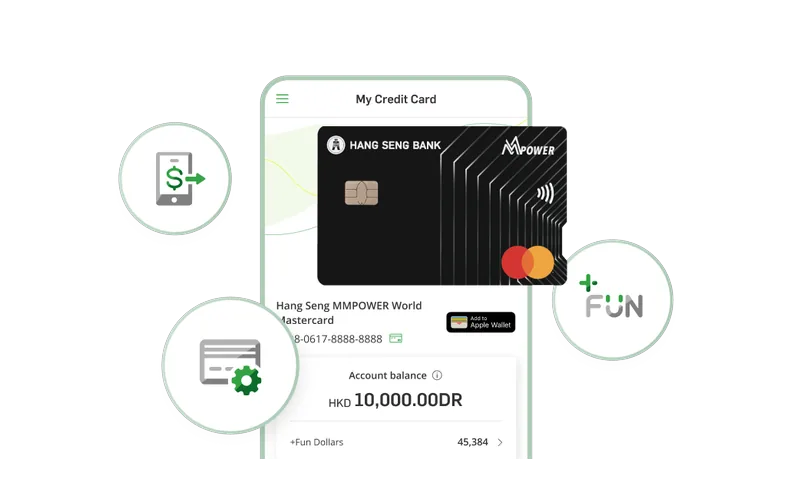 My Credit Card
HANG SENG BANK
MPOWER
Hang Seng MMPOWER World
Mastercard
8-0617-8888-8888
Add to
Apple Wallet
$
+FUN
Account balance
HKD 10,000.00DR
+Fun Dollars
45,384